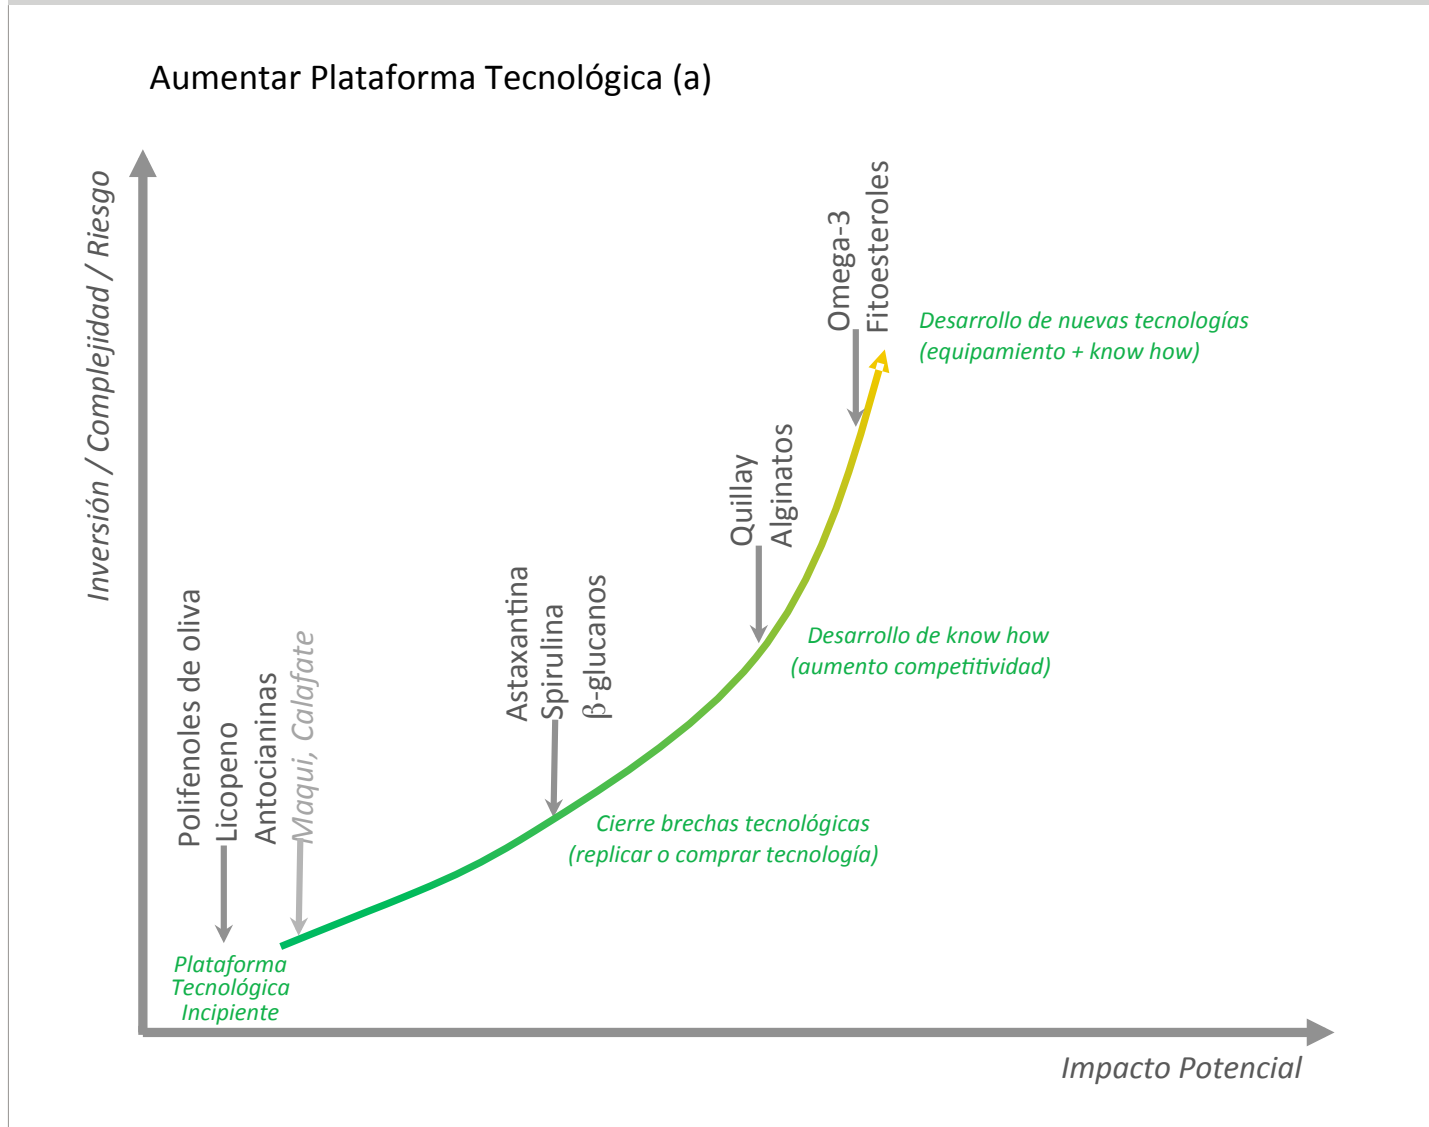 Aumentar Plataforma Tecnológica (a)
Inversión / Complejidad / Riesgo
Polifenoles de oliva
Licopeno
Antocianinas
Maqui, Calafate
Plataforma
Tecnológica
Incipiente
Astaxantina
Spirulina
β-glucanos
Cierre brechas tecnológicas
(replicar o comprar tecnología)
Quillay
Alginatos
Desarrollo de know how
(aumento competitividad)
Omega-3
Fitoesteroles
Desarrollo de nuevas tecnologías
(equipamiento + know how)
Impacto Potencial